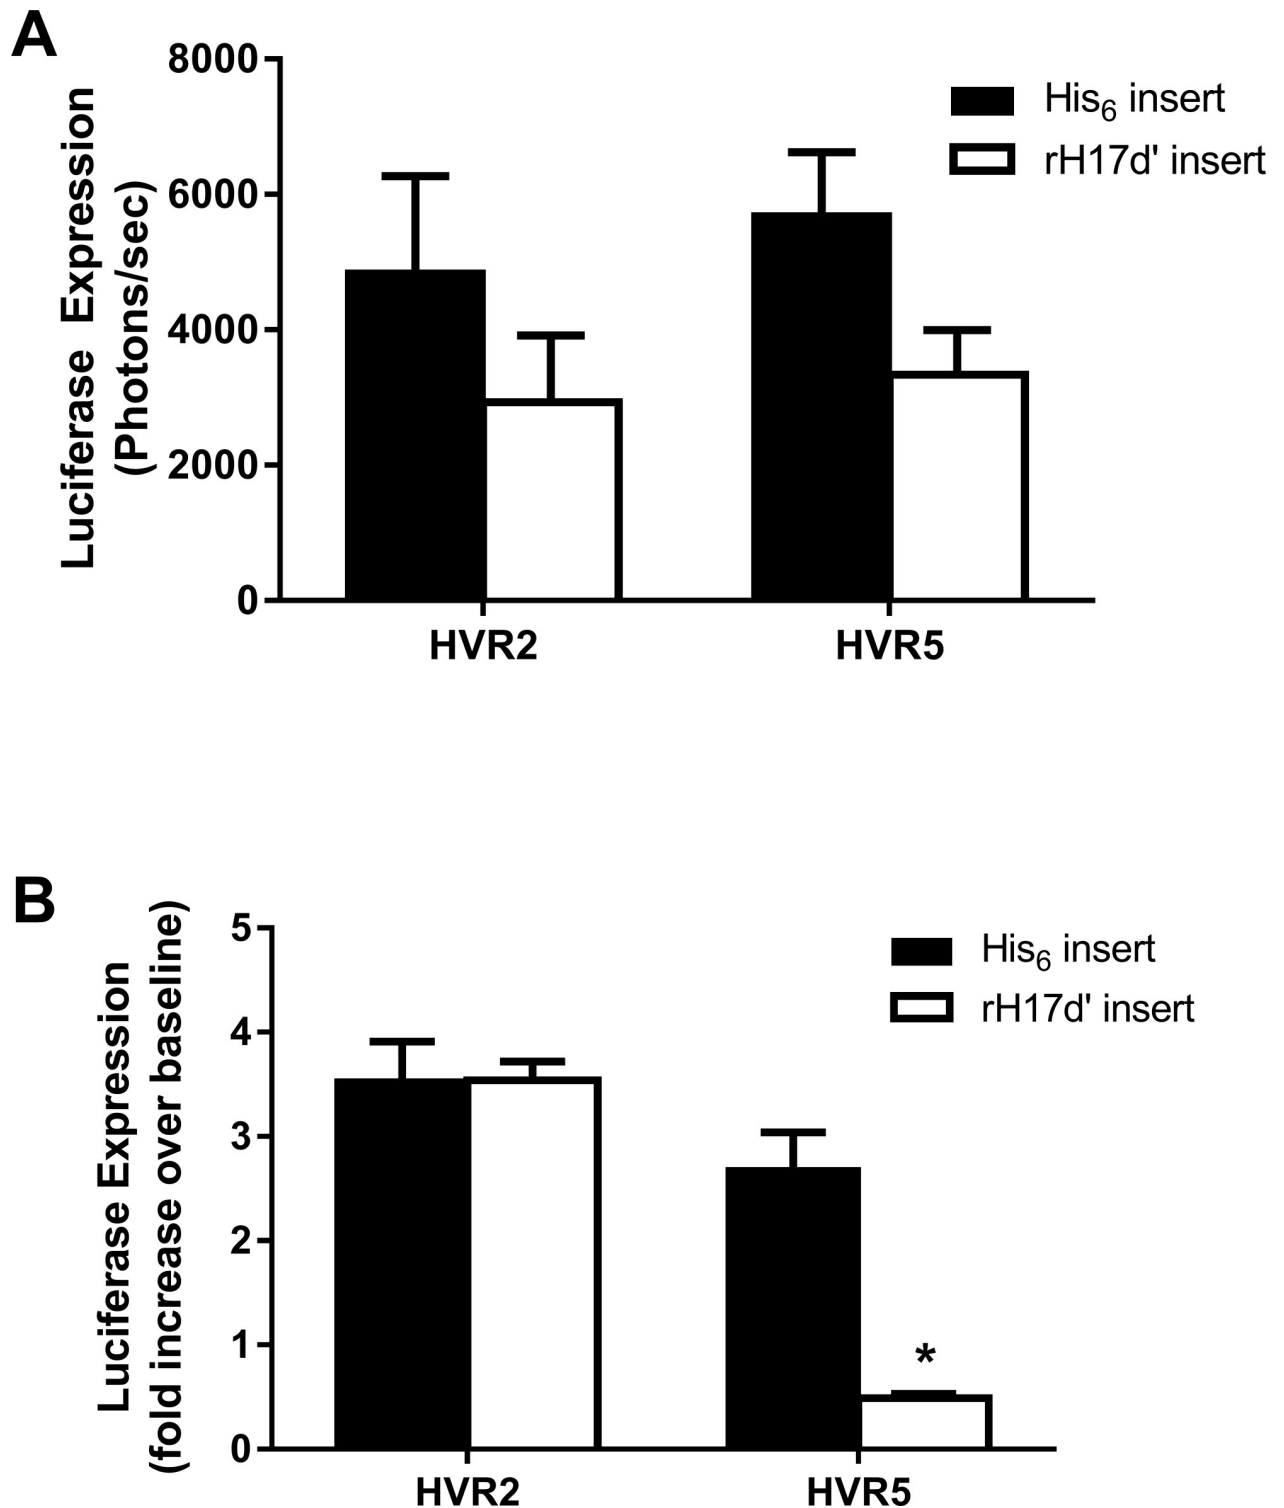 A
Luciferase Expression
(Photons/sec)
8000
6000
4000
2000
0
His6 insert
rH17d' insert
HVR2
HVR5
B
Luciferase Expression
(fold increase over baseline)
5
4
3
2
1
0
His6 insert
rH17d' insert
*
HVR2
HVR5